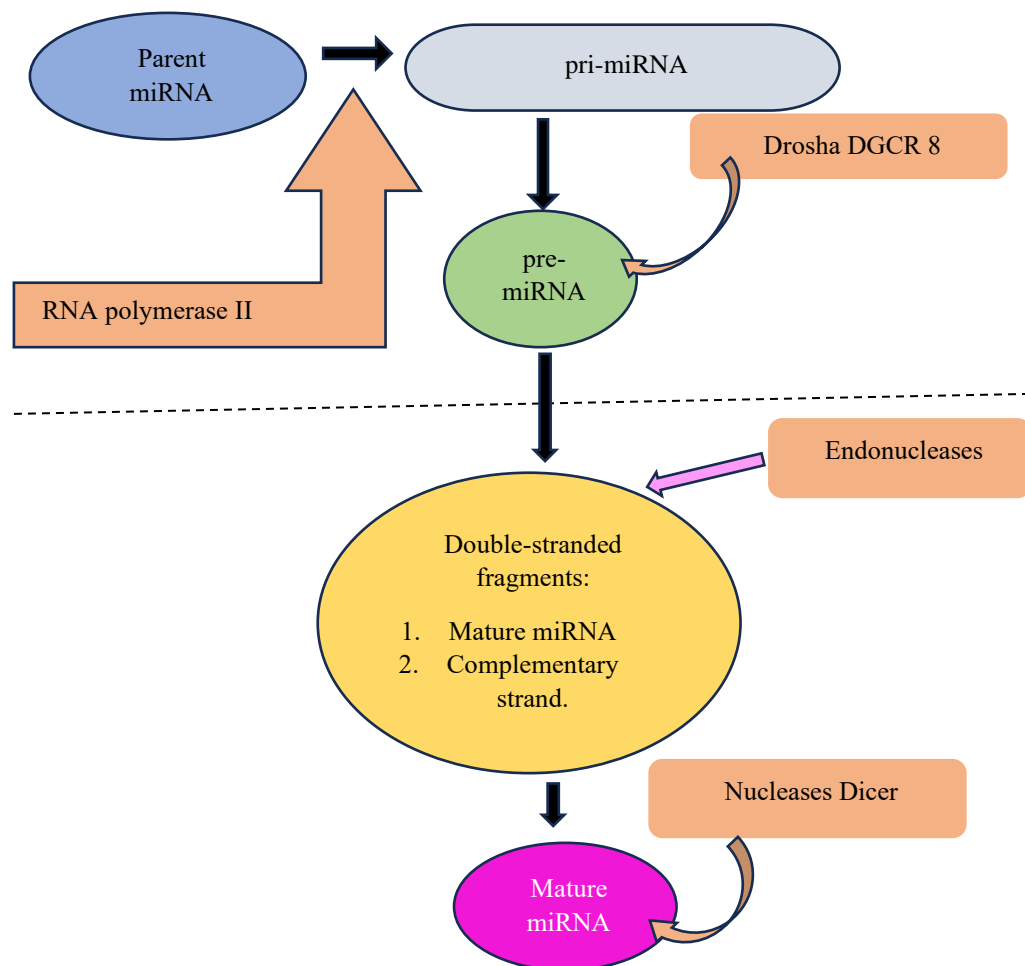 Parent
miRNA
pri-miRNA
Drosha DGCR 8
pre-
miRNA
RNA polymerase II
Endonucleases
Double-stranded
fragments:
1. Mature miRNA
2. Complementary
strand.
Nucleases Dicer
Mature
miRNA